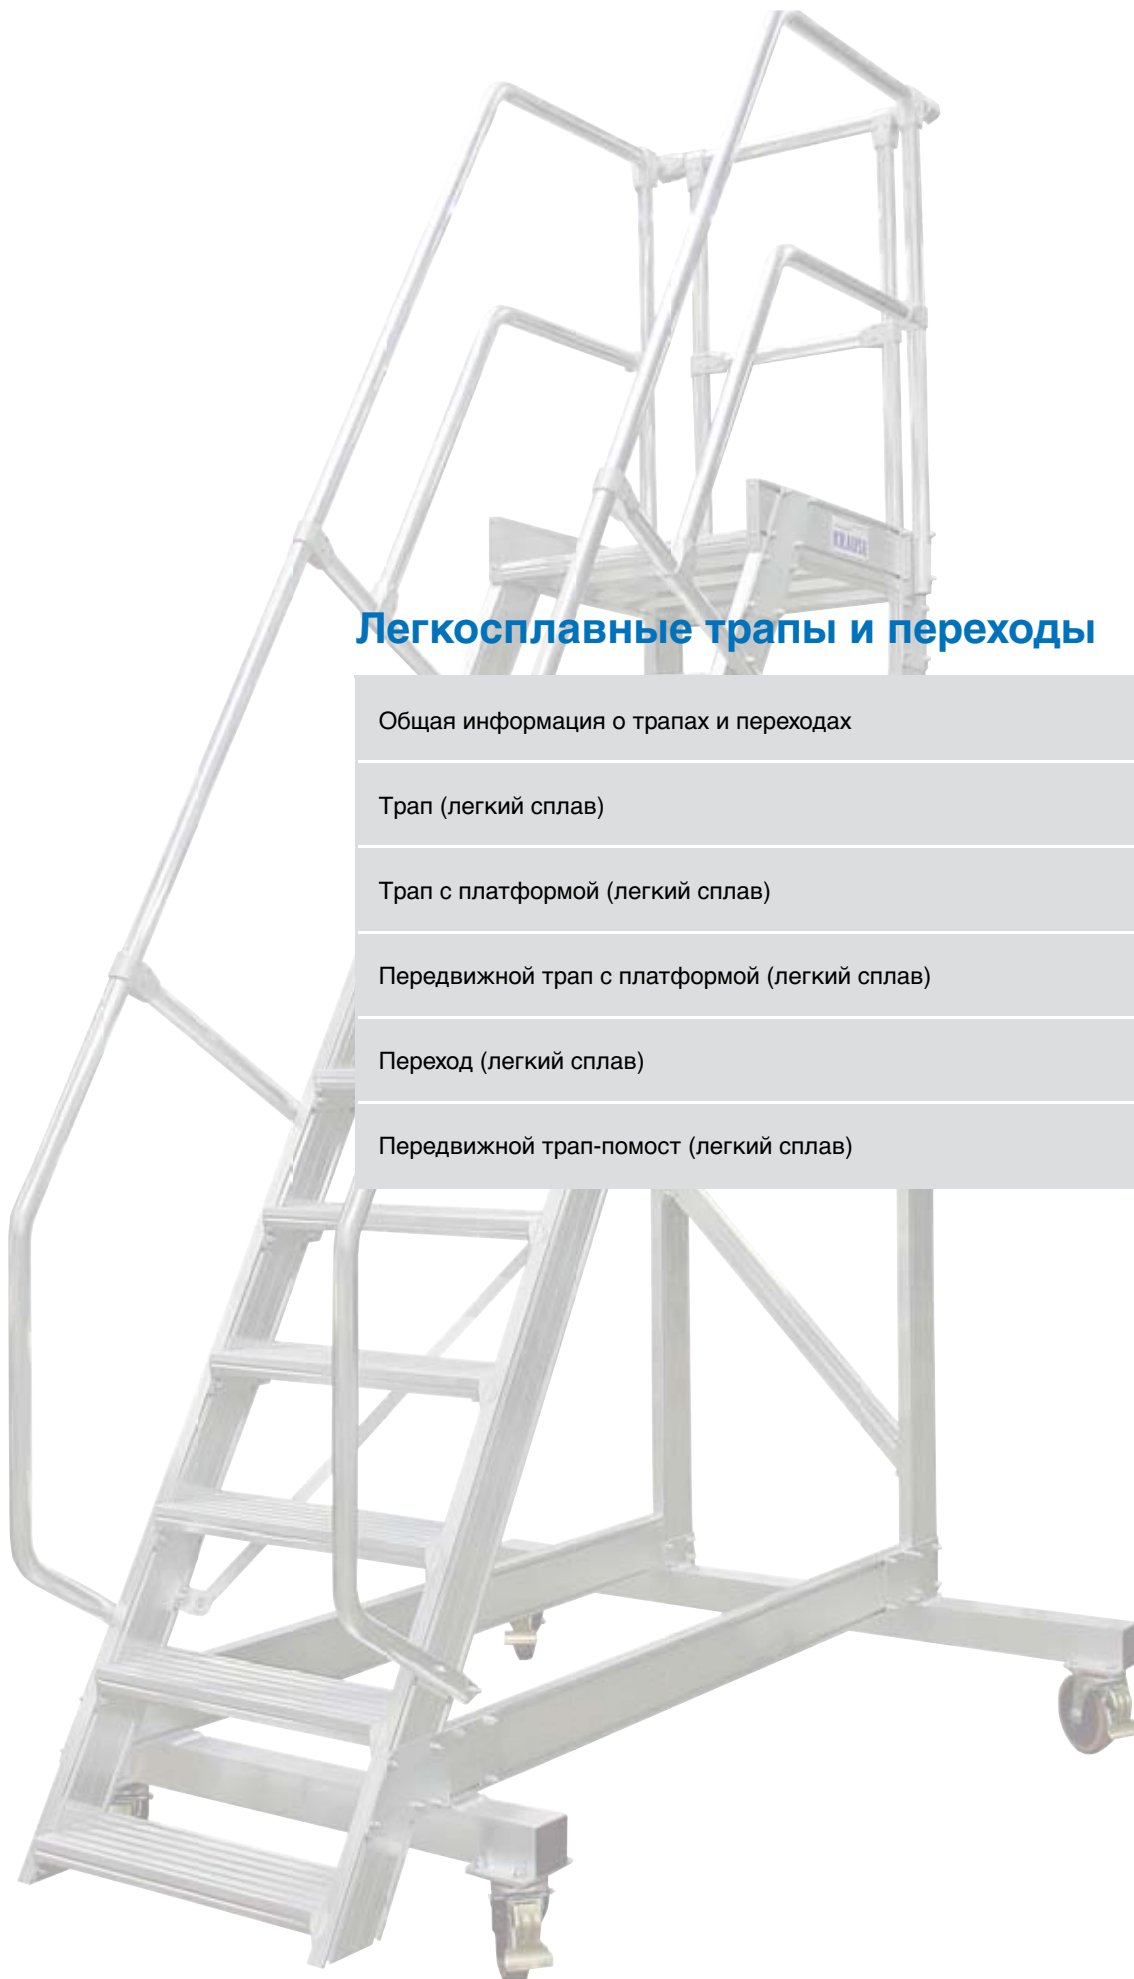 KRAUSE
Легкосплавные трапы и переходы
Общая информация о трапах и переходах
Трап (легкий сплав)
Трап с платформой (легкий сплав)
Передвижной трап с платформой (легкий сплав)
Переход (легкий сплав)
Передвижной трап-помост (легкий сплав)